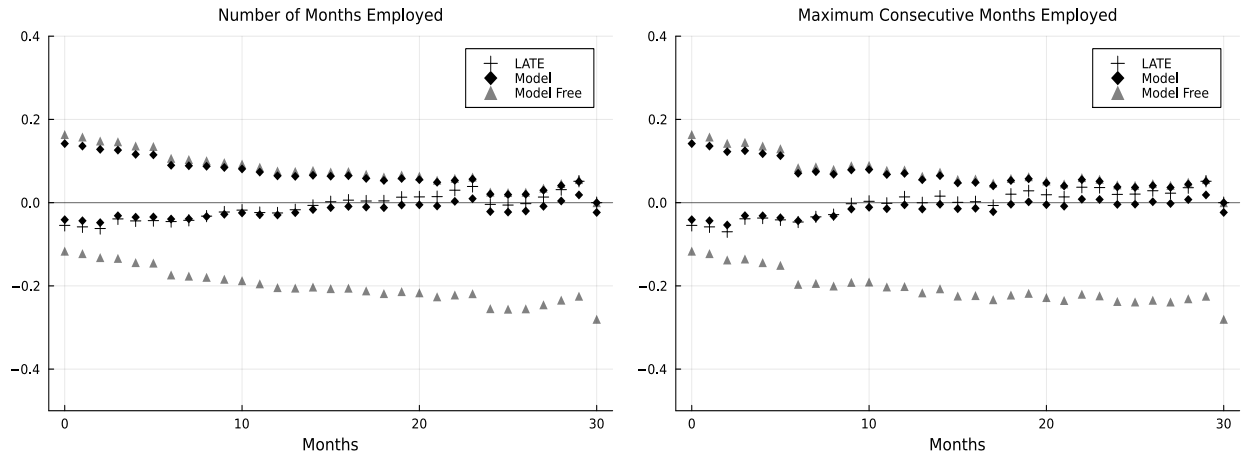 Number of Months Employed
0.4
0.2
0.0
−0.2
−0.4
0
10
20
30
Months
LATE
Model
Model Free
Maximum Consecutive Months Employed
0.4
0.2
0.0
−0.2
−0.4
0
10
20
30
Months
LATE
Model
Model Free